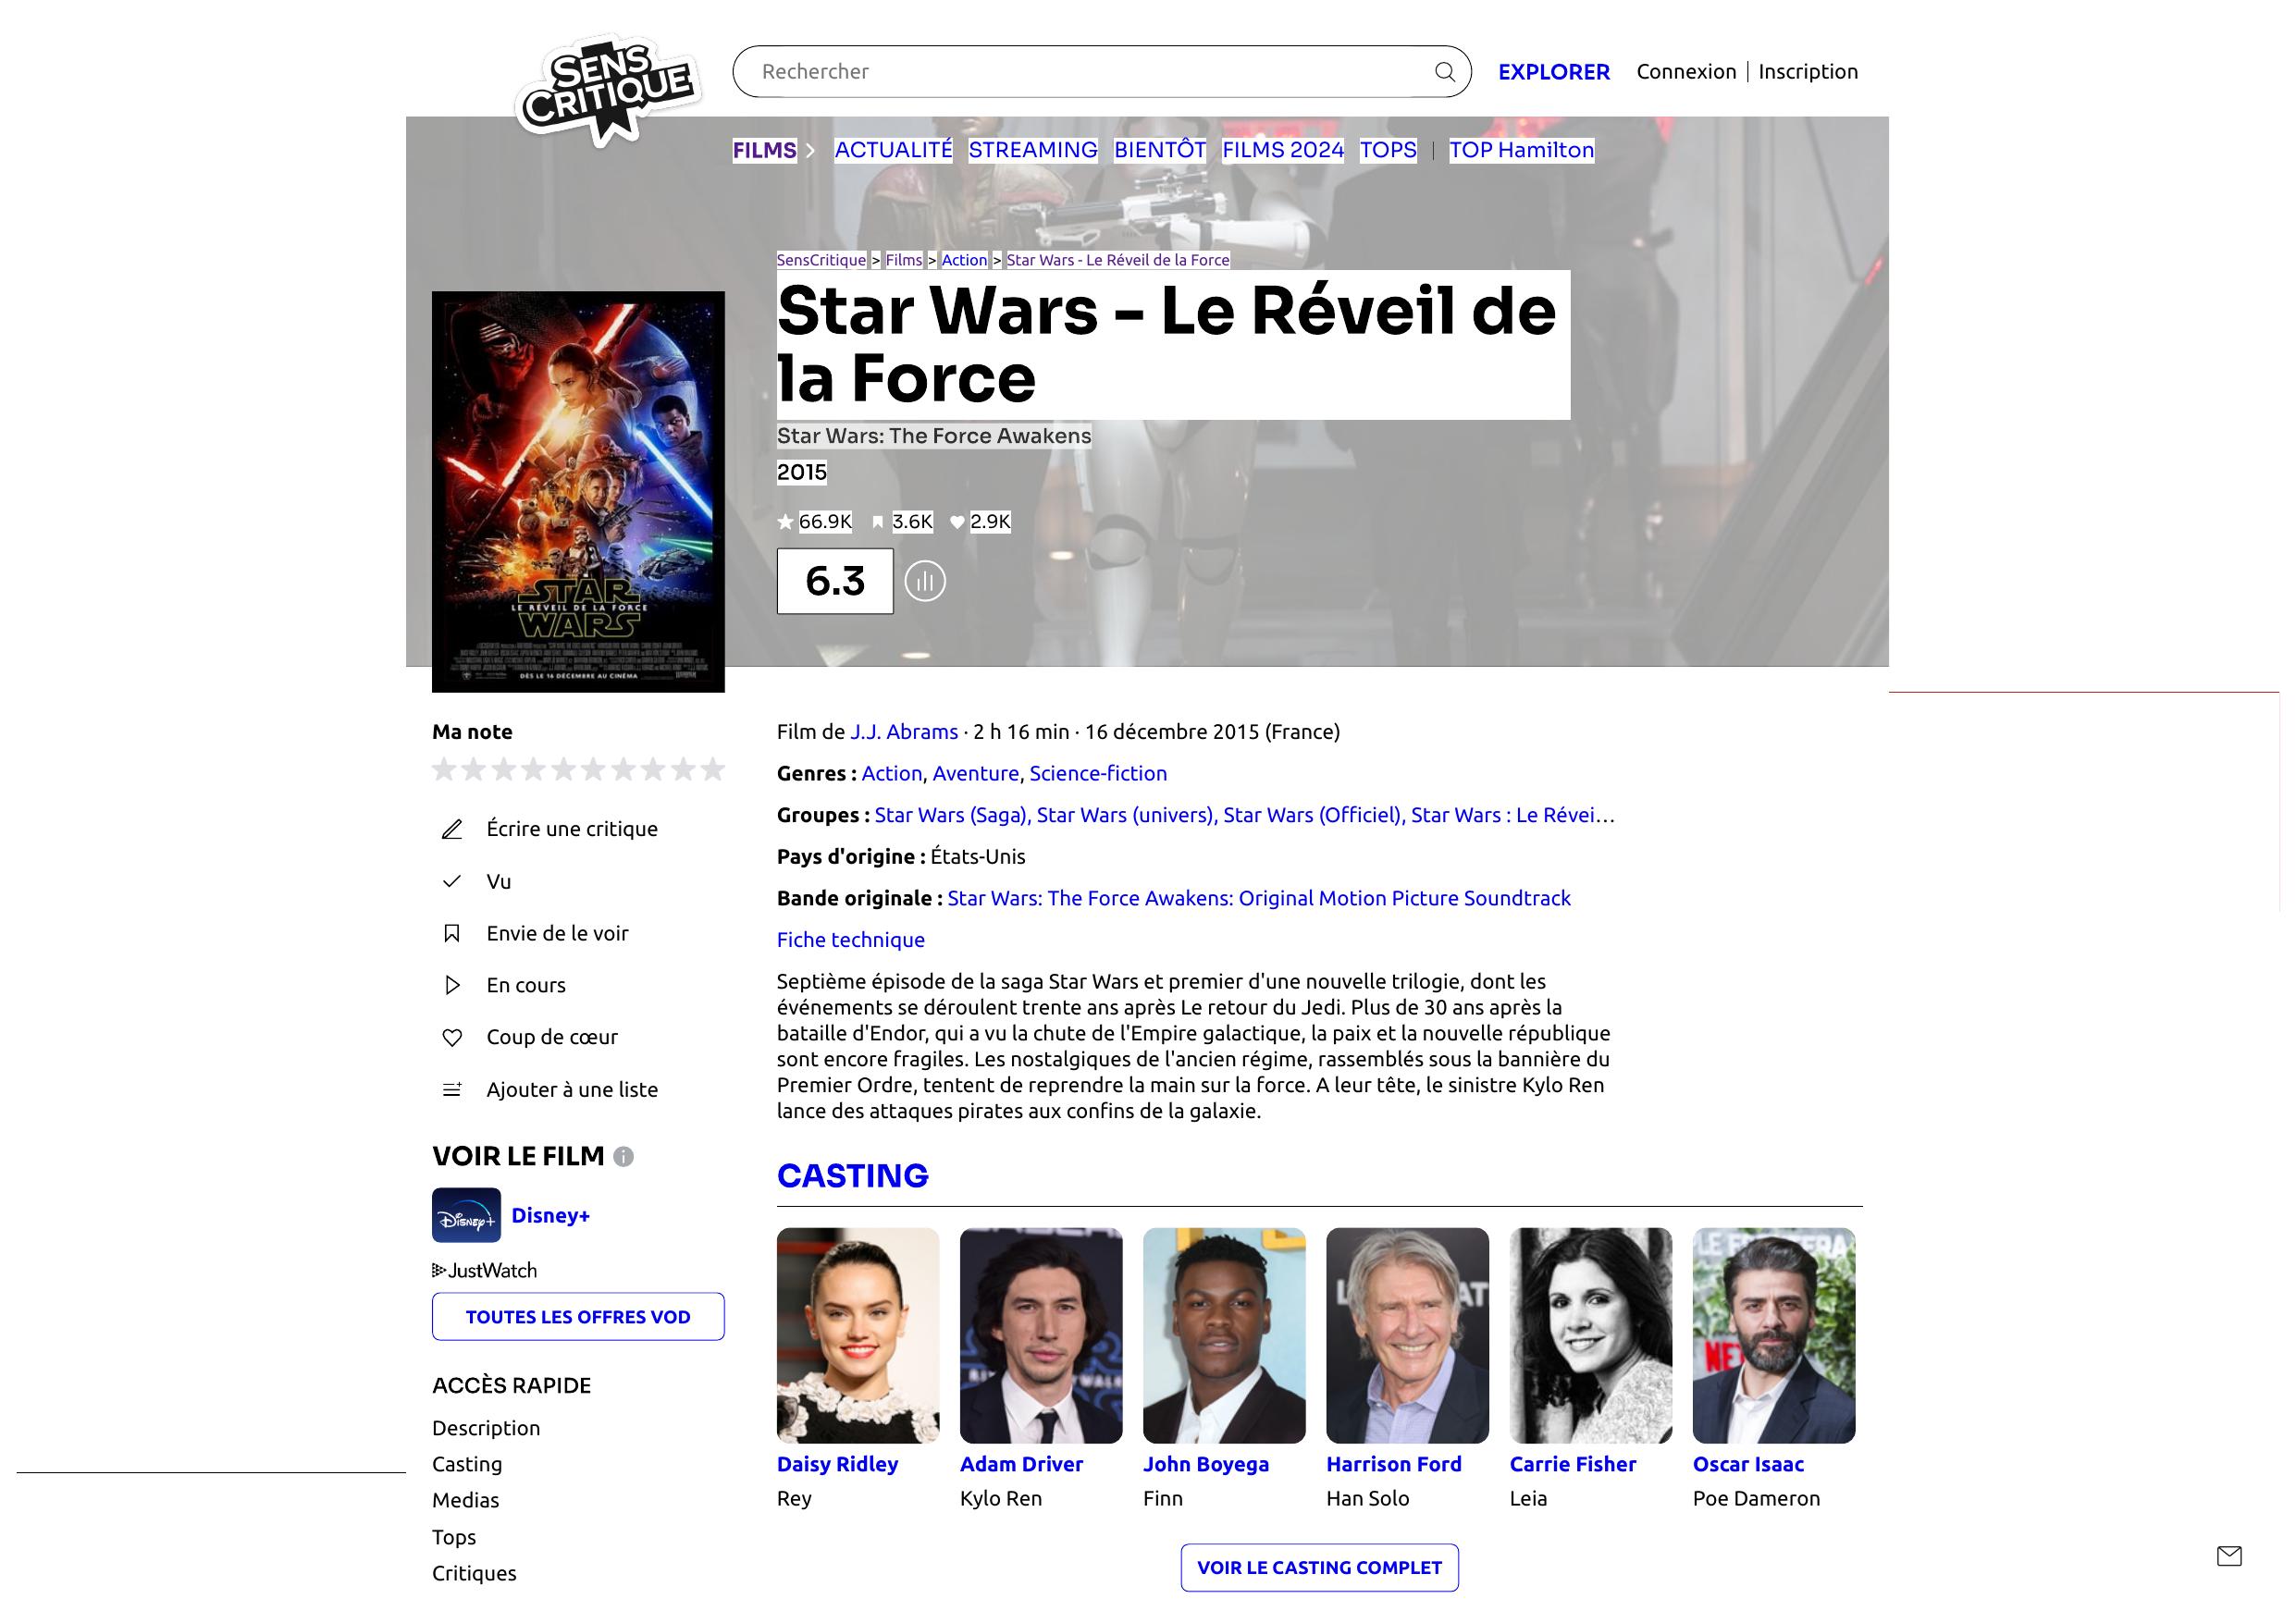 SENS
CRITIQUE
Rechercher
EXPLORER
Connexion | Inscription
FILMS
ACTUALITÉ
STREAMING
BIENTÔT
FILMS 2024
TOPS
TOP Hamilton
SensCritique > Films > Action > Star Wars - Le Réveil de la Force
Star Wars - Le Réveil de
la Force
Star Wars: The Force Awakens
2015
66.9K 3.6K 2.9K
6.3
STAR
LE RÉVEIL DE LA FORCE
WARS
DÈS LE 16 DÉCEMBRE AU CINÉMA
Ma note
Écrire une critique
Vu
Envie de le voir
En cours
Coup de cœur
Ajouter à une liste
VOIR LE FILM
Disney+
Disney+
JustWatch
TOUTES LES OFFRES VOD
ACCÈS RAPIDE
Description
Casting
Medias
Tops
Critiques
Film de J.J. Abrams · 2 h 16 min · 16 décembre 2015 (France)
Genres : Action, Aventure, Science-fiction
Groupes : Star Wars (Saga), Star Wars (univers), Star Wars (Officiel), Star Wars : Le Révei…
Pays d'origine : États-Unis
Bande originale : Star Wars: The Force Awakens: Original Motion Picture Soundtrack
Fiche technique
Septième épisode de la saga Star Wars et premier d'une nouvelle trilogie, dont les
événements se déroulent trente ans après Le retour du Jedi. Plus de 30 ans après la
bataille d'Endor, qui a vu la chute de l'Empire galactique, la paix et la nouvelle république
sont encore fragiles. Les nostalgiques de l'ancien régime, rassemblés sous la bannière du
Premier Ordre, tentent de reprendre la main sur la force. A leur tête, le sinistre Kylo Ren
lance des attaques pirates aux confins de la galaxie.
CASTING
Daisy Ridley
Rey
Adam Driver
Kylo Ren
John Boyega
Finn
Harrison Ford
Han Solo
Carrie Fisher
Leia
Oscar Isaac
Poe Dameron
VOIR LE CASTING COMPLET